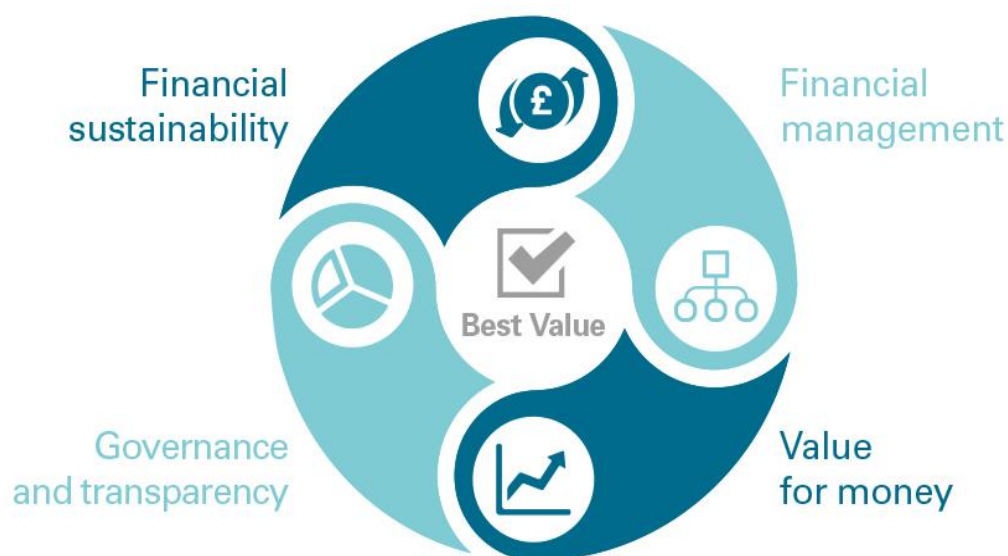 Financial
sustainability
£
Financial
management
Best Value
Governance
and transparency
Value
for money